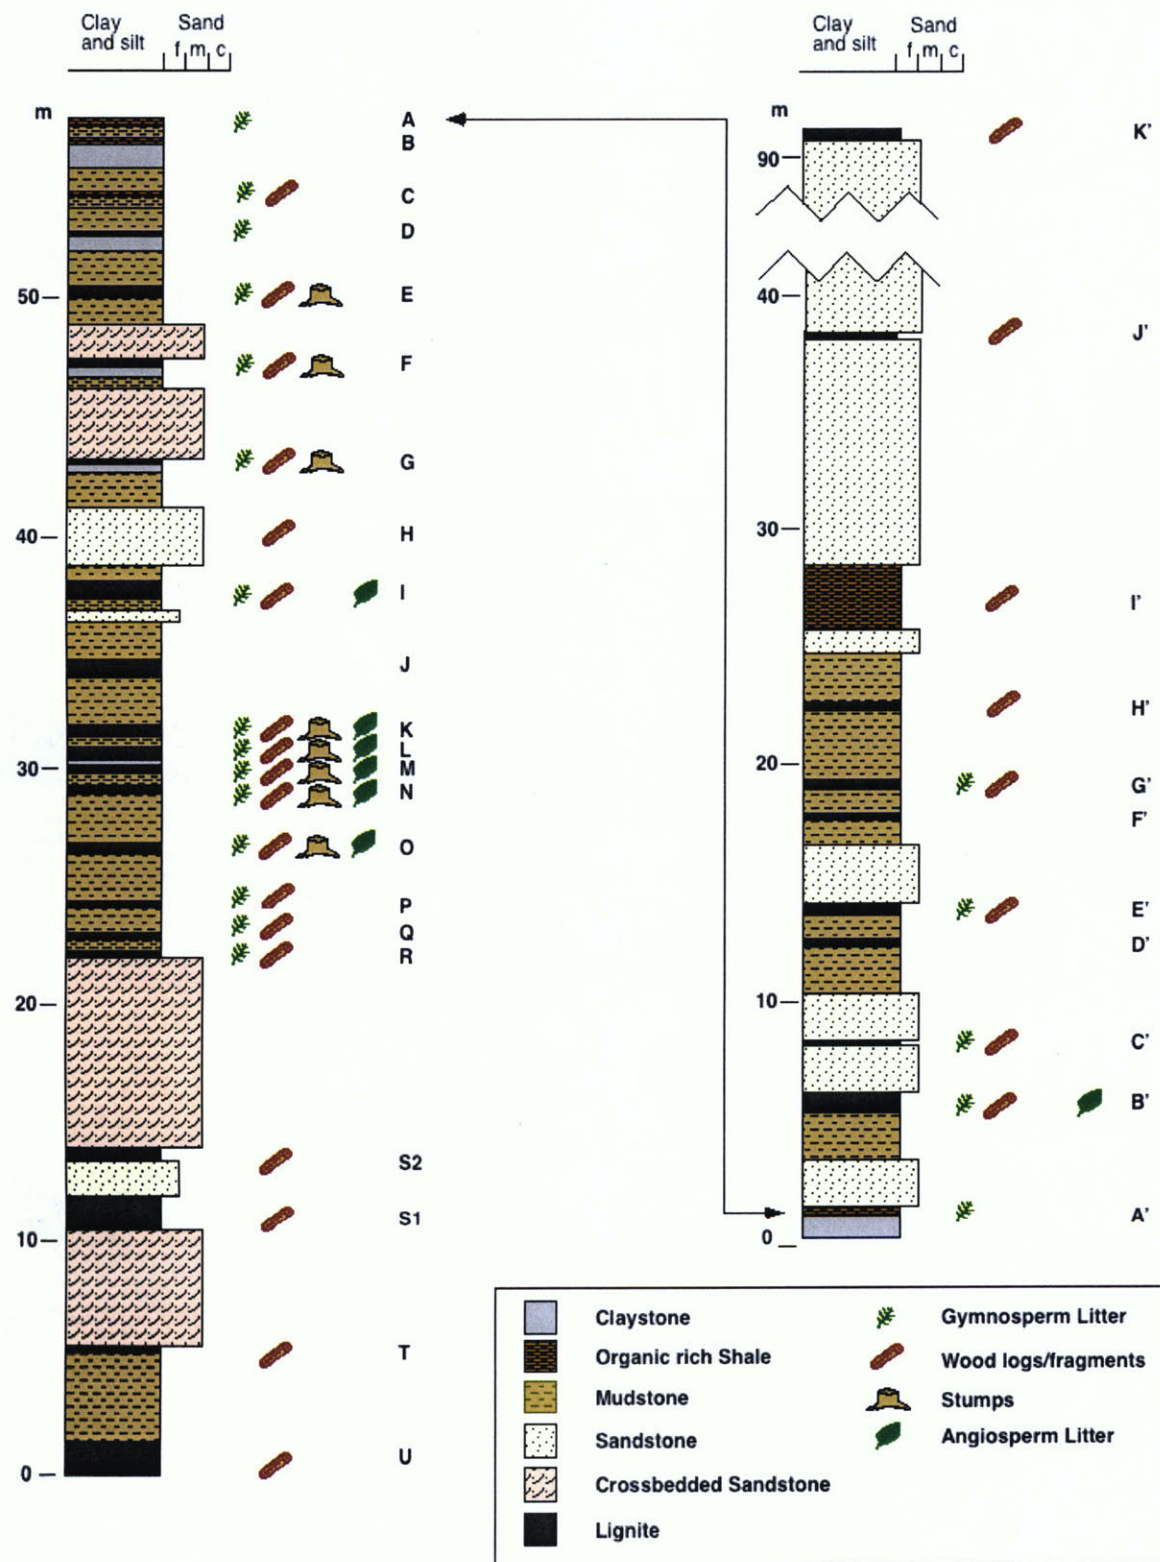 Clay Sand
and silt f m c
m
A
B
C
D
50 E
F
G
40 H
I
J
K
L
30 M
N
O
P
Q
R
20
S2
S1
10
T
U
0
Clay Sand
and silt f m c
m
K'
90
40
J'
30
I'
H'
20
G'
F'
E'
D'
10
C'
B'
A'
0
Claystone Gymnosperm Litter
Organic rich Shale Wood logs/fragments
Mudstone Stumps
Sandstone Angiosperm Litter
Crossbedded Sandstone
Lignite